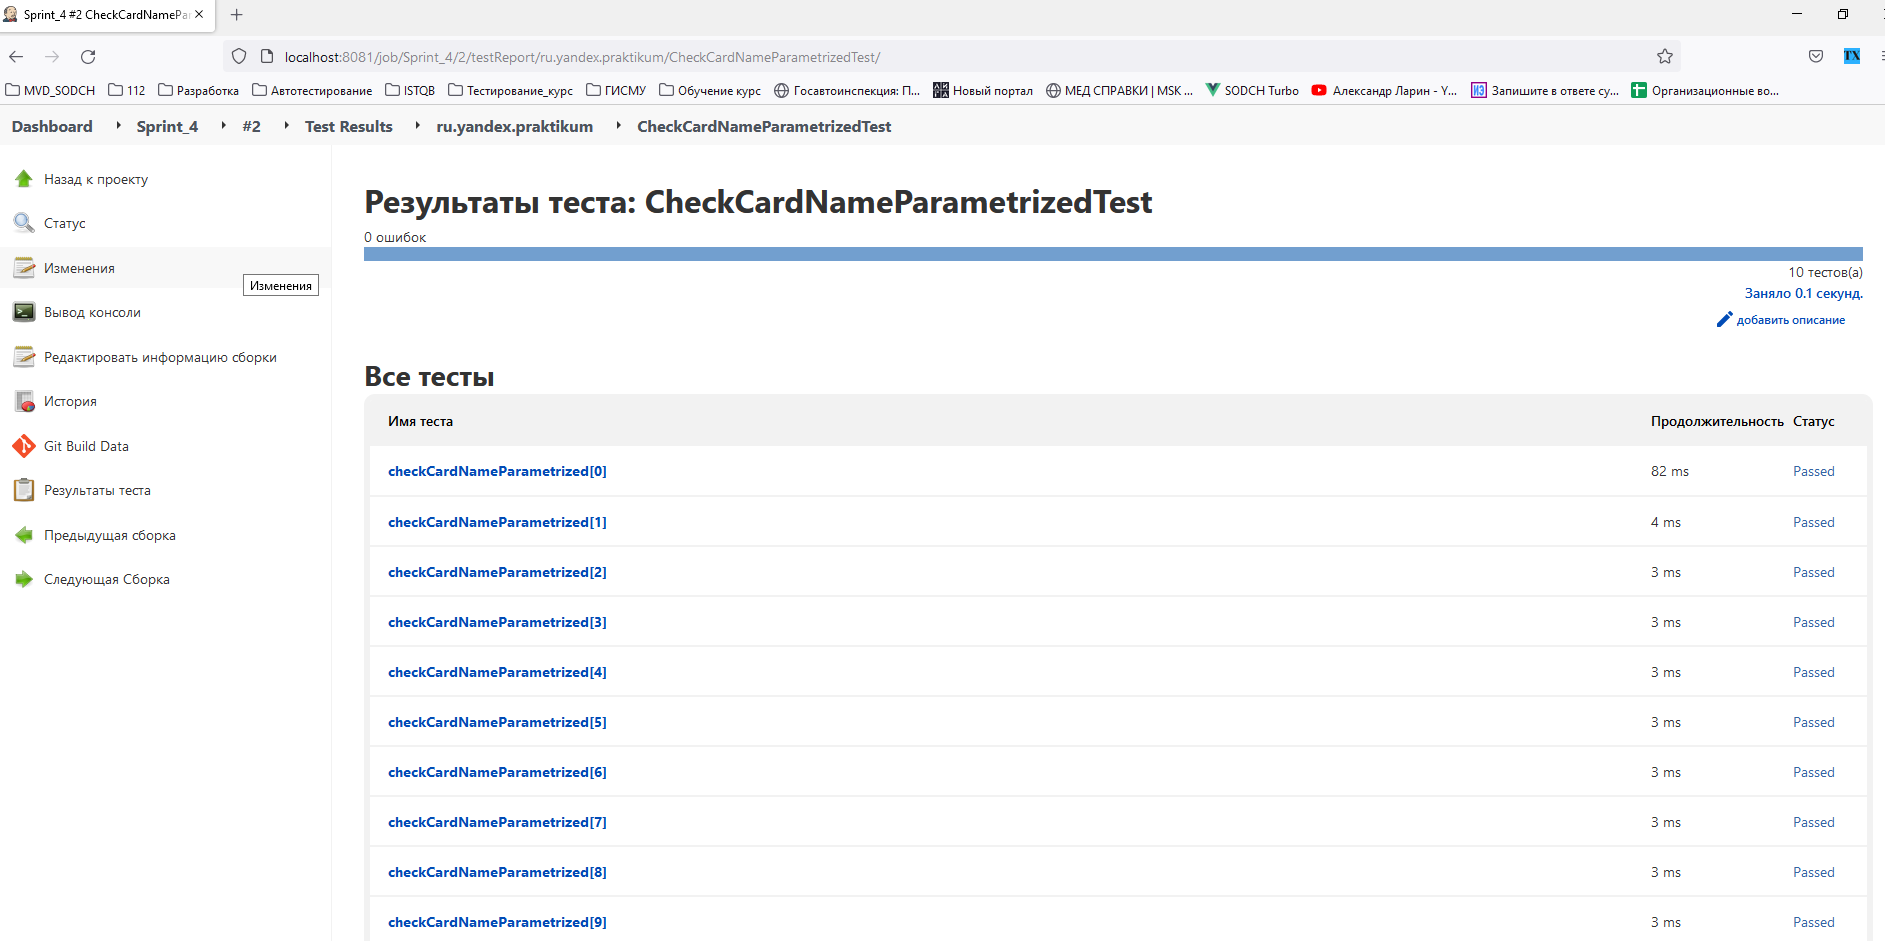 Sprint_4 #2 CheckCardNamePar
localhost:8081/job/Sprint_4/2/testReport/ru.yandex.praktikum/CheckCardNameParametrizedTest/
TX
MVD_SODCH 112 Разработка Автотестирование ISTQB Тестирование_курс ГИСМУ Обучение курс Госавтоинспекция: П... Новый портал МЕД СПРАВКИ | MSK ... SODCH Turbo Александр Ларин - Y... Запишите в ответе су... Организационные во...
Dashboard Sprint_4 #2 Test Results ru.yandex.praktikum CheckCardNameParametrizedTest
Назад к проекту
Статус
Изменения
Изменения
Вывод консоли
Редактировать информацию сборки
История
Git Build Data
Результаты теста
Предыдущая сборка
Следующая Сборка
Результаты теста: CheckCardNameParametrizedTest
0 ошибок
10 тестов(а)
Заняло 0.1 секунд.
добавить описание
Все тесты
Имя теста Продолжительность Статус
checkCardNameParametrized[0] 82 ms Passed
checkCardNameParametrized[1] 4 ms Passed
checkCardNameParametrized[2] 3 ms Passed
checkCardNameParametrized[3] 3 ms Passed
checkCardNameParametrized[4] 3 ms Passed
checkCardNameParametrized[5] 3 ms Passed
checkCardNameParametrized[6] 3 ms Passed
checkCardNameParametrized[7] 3 ms Passed
checkCardNameParametrized[8] 3 ms Passed
checkCardNameParametrized[9] 3 ms Passed